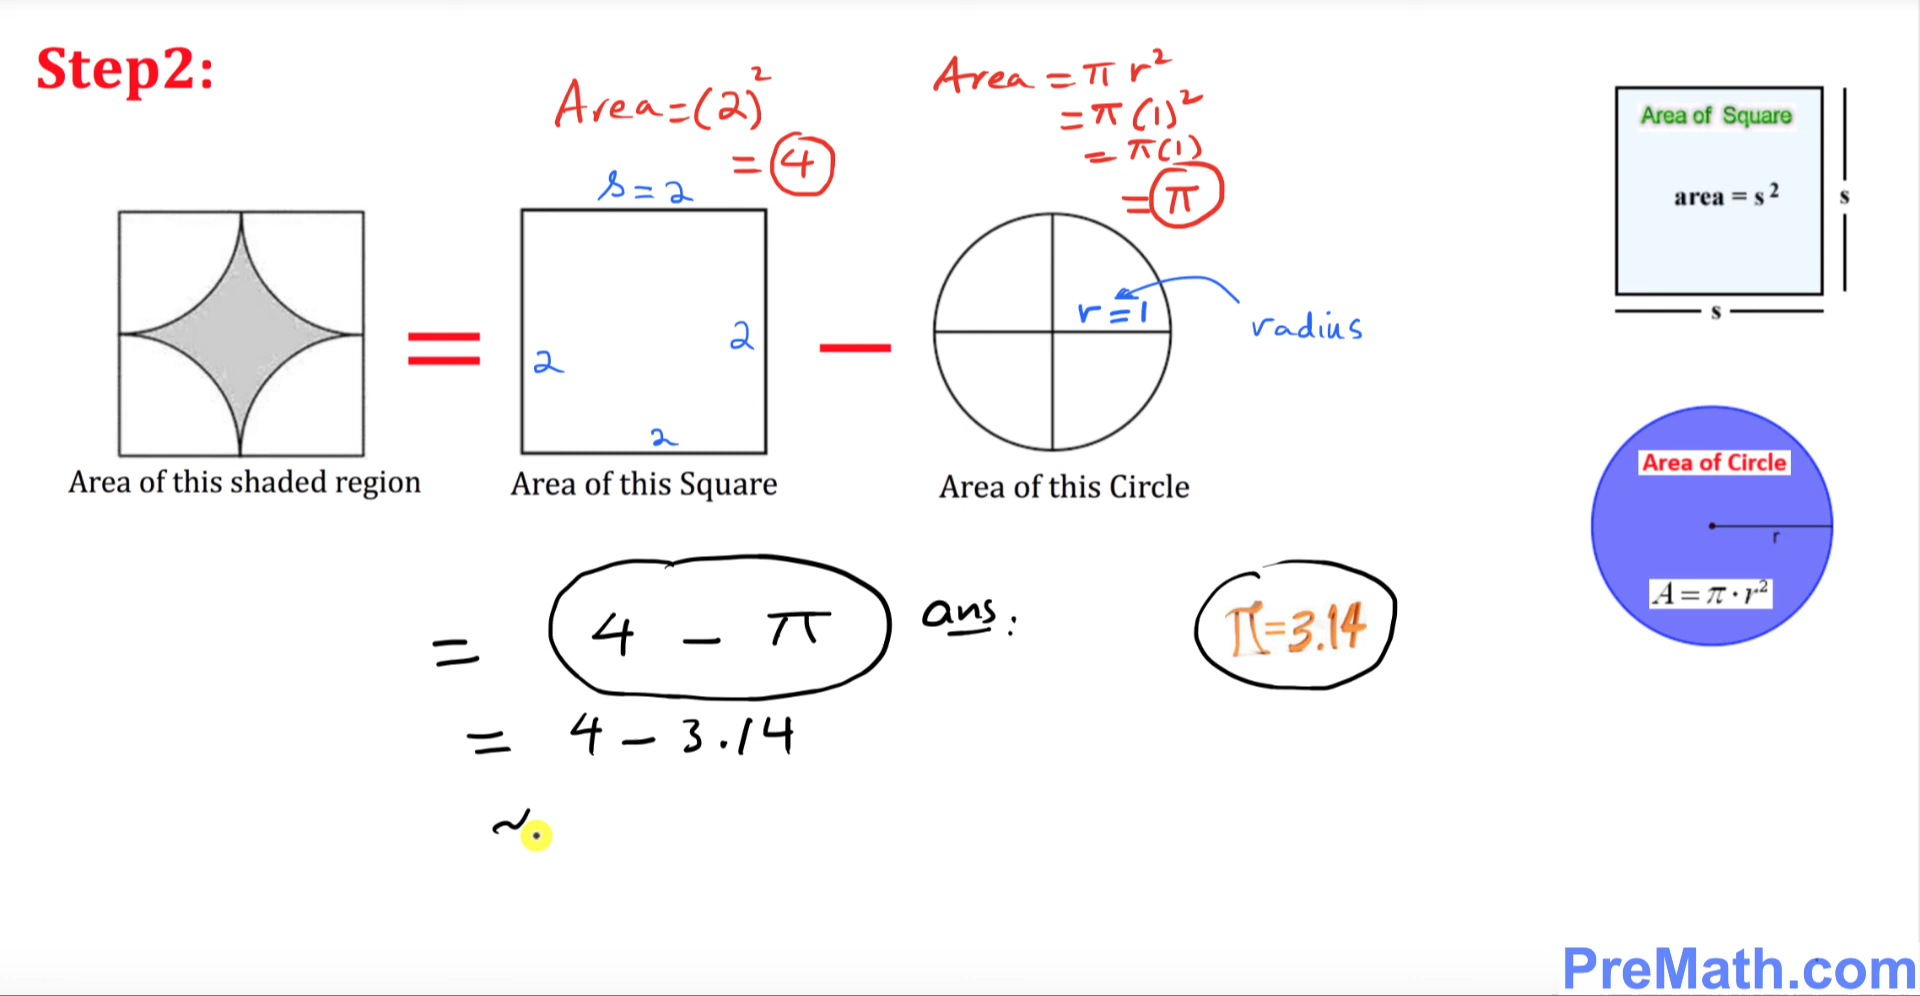 Step2:
Area=(2)²
= 4
s=2
2
2
2
Area = π r²
= π (1)²
= π(1)
= π
r=1
radius
Area of this shaded region
Area of this Square
Area of this Circle
= 4 - π ans:
= 4 - 3.14
~
π=3.14
Area of Square
area = s²
s
s
Area of Circle
r
A = π · r²
PreMath.com